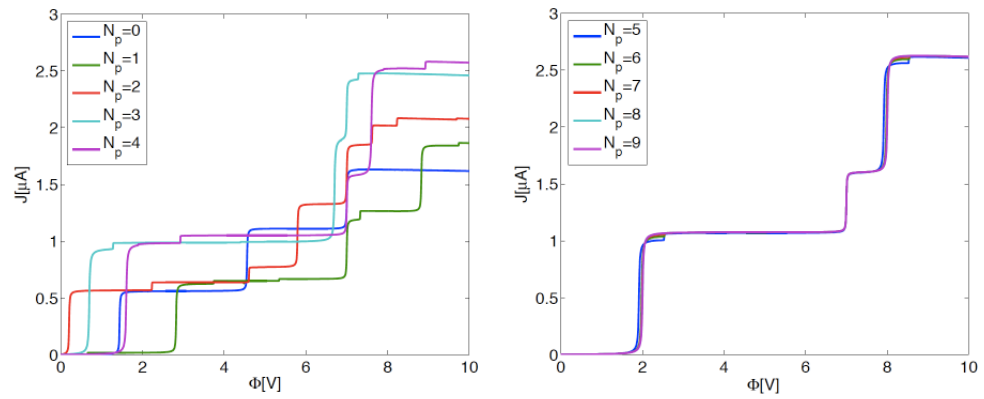 3
2.5
2
1.5
1
0.5
0
0 2 4 6 8 10
J[μA]
Φ[V]
N_p=0
N_p=1
N_p=2
N_p=3
N_p=4
3
2.5
2
1.5
1
0.5
0
0 2 4 6 8 10
J[μA]
Φ[V]
N_p=5
N_p=6
N_p=7
N_p=8
N_p=9